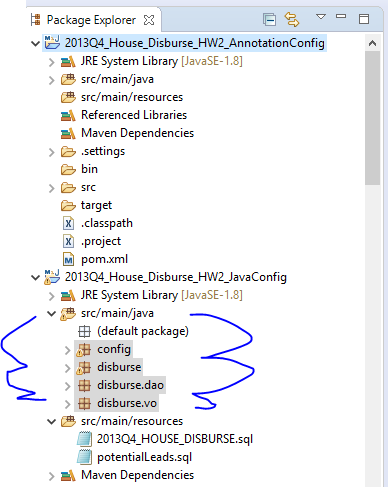 Package Explorer
2013Q4_House_Disburse_HW2_AnnotationConfig
JRE System Library [JavaSE-1.8]
src/main/java
src/main/resources
Referenced Libraries
Maven Dependencies
.settings
bin
src
target
.classpath
.project
pom.xml
2013Q4_House_Disburse_HW2_JavaConfig
JRE System Library [JavaSE-1.8]
src/main/java
(default package)
config
disburse
disburse.dao
disburse.vo
src/main/resources
2013Q4_HOUSE_DISBURSE.sql
potentialLeads.sql
Maven Dependencies